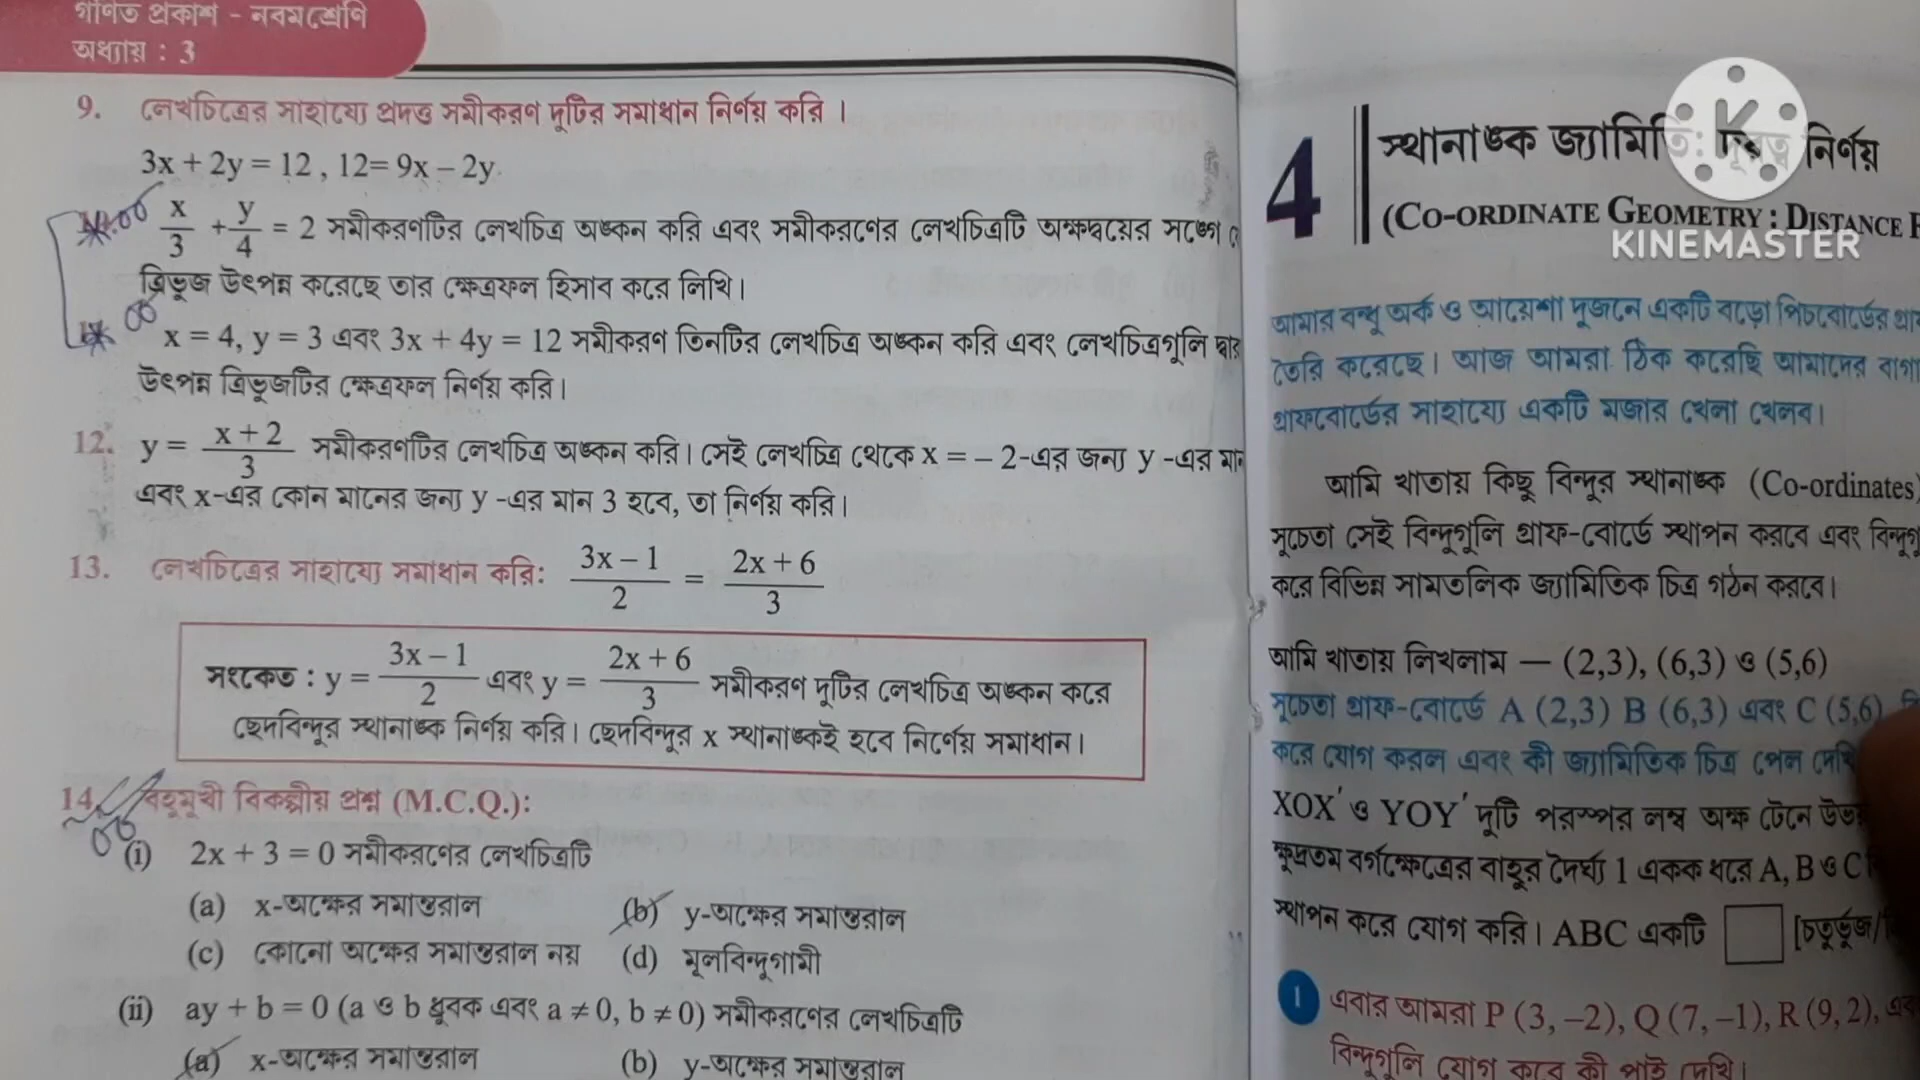 গণিত প্রকাশ - নবমশ্রেণি
অধ্যায় : 3
9. লেখচিত্রের সাহায্যে প্রদত্ত সমীকরণ দুটির সমাধান নির্ণয় করি ।
3x + 2y = 12 , 12= 9x – 2y
x/3 + y/4 = 2 সমীকরণটির লেখচিত্র অঙ্কন করি এবং সমীকরণের লেখচিত্রটি অক্ষদ্বয়ের সঙ্গে
ত্রিভুজ উৎপন্ন করেছে তার ক্ষেত্রফল হিসাব করে লিখি।
x = 4, y = 3 এবং 3x + 4y = 12 সমীকরণ তিনটির লেখচিত্র অঙ্কন করি এবং লেখচিত্রগুলি দ্বার
উৎপন্ন ত্রিভুজটির ক্ষেত্রফল নির্ণয় করি।
12. y = (x + 2)/3 সমীকরণটির লেখচিত্র অঙ্কন করি। সেই লেখচিত্র থেকে x = – 2-এর জন্য y -এর মান
এবং x-এর কোন মানের জন্য y -এর মান 3 হবে, তা নির্ণয় করি।
13. লেখচিত্রের সাহায্যে সমাধান করি: (3x – 1)/2 = (2x + 6)/3
সংকেত : y = (3x – 1)/2 এবং y = (2x + 6)/3 সমীকরণ দুটির লেখচিত্র অঙ্কন করে
ছেদবিন্দুর স্থানাঙ্ক নির্ণয় করি। ছেদবিন্দুর x স্থানাঙ্কই হবে নির্ণেয় সমাধান।
14. বহুমুখী বিকল্পীয় প্রশ্ন (M.C.Q.):
(i) 2x + 3 = 0 সমীকরণের লেখচিত্রটি
(a) x-অক্ষের সমান্তরাল (b) y-অক্ষের সমান্তরাল
(c) কোনো অক্ষের সমান্তরাল নয় (d) মূলবিন্দুগামী
(ii) ay + b = 0 (a ও b ধ্রুবক এবং a ≠ 0, b ≠ 0) সমীকরণের লেখচিত্রটি
(a) x-অক্ষের সমান্তরাল (b) y-অক্ষের সমান্তরাল
4 স্থানাঙ্ক জ্যামিতি: নির্ণয়
(CO-ORDINATE GEOMETRY : DISTANCE F
KINEMASTER
আমার বন্ধু অর্ক ও আয়েশা দুজনে একটি বড়ো পিচবোর্ডের
তৈরি করেছে। আজ আমরা ঠিক করেছি আমাদের
গ্রাফবোর্ডের সাহায্যে একটি মজার খেলা খেলব।
আমি খাতায় কিছু বিন্দুর স্থানাঙ্ক (Co-ordinates)
সুচেতা সেই বিন্দুগুলি গ্রাফ-বোর্ডে স্থাপন করবে এবং
করে বিভিন্ন সামতলিক জ্যামিতিক চিত্র গঠন করবে।
আমি খাতায় লিখলাম — (2,3), (6,3) ও (5,6)
সুচেতা গ্রাফ-বোর্ডে A (2,3) B (6,3) এবং C (5,6)
করে যোগ করল এবং কী জ্যামিতিক চিত্র পেল
XOX′ ও YOY′ দুটি পরস্পর লম্ব অক্ষ টেনে
ক্ষুদ্রতম বর্গক্ষেত্রের বাহুর দৈর্ঘ্য 1 একক ধরে A, B ও C
স্থাপন করে যোগ করি। ABC একটি [চতুর্ভুজ/
1 এবার আমরা P (3, –2), Q (7, –1), R (9, 2),
বিন্দুগুলি যোগ করে কী পাই দেখি।